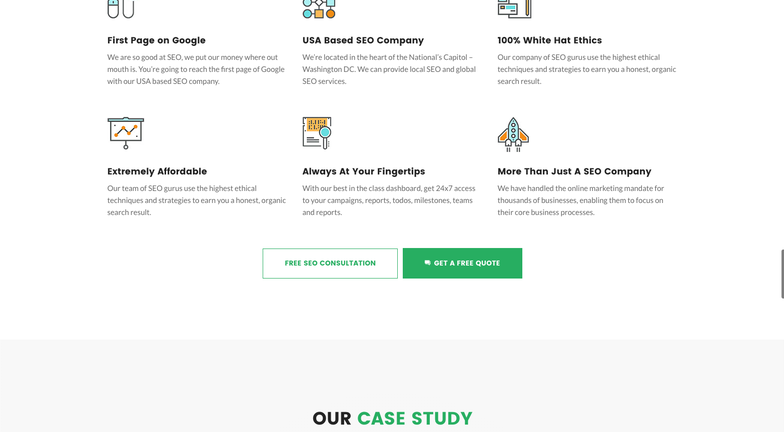 First Page on Google
We are so good at SEO, we put our money where out
mouth is. You're going to reach the first page of Google
with our USA based SEO company.
USA Based SEO Company
We're located in the heart of the National's Capitol –
Washington DC. We can provide local SEO and global
SEO services.
100% White Hat Ethics
Our company of SEO gurus use the highest ethical
techniques and strategies to earn you a honest, organic
search result.
Extremely Affordable
Our team of SEO gurus use the highest ethical
techniques and strategies to earn you a honest, organic
search result.
Always At Your Fingertips
With our best in the class dashboard, get 24x7 access
to your campaigns, reports, todos, milestones, teams
and reports.
More Than Just A SEO Company
We have handled the online marketing mandate for
thousands of businesses, enabling them to focus on
their core business processes.
FREE SEO CONSULTATION
GET A FREE QUOTE
OUR CASE STUDY